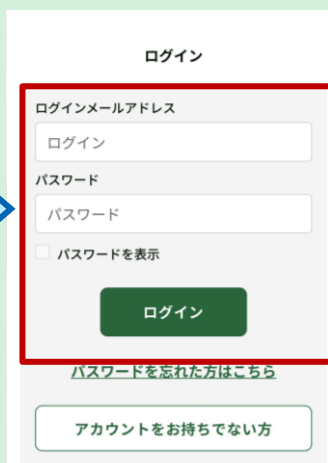 ログイン
ログインメールアドレス
ログイン
パスワード
パスワード
パスワードを表示
ログイン
パスワードを忘れた方はこちら
アカウントをお持ちでない方